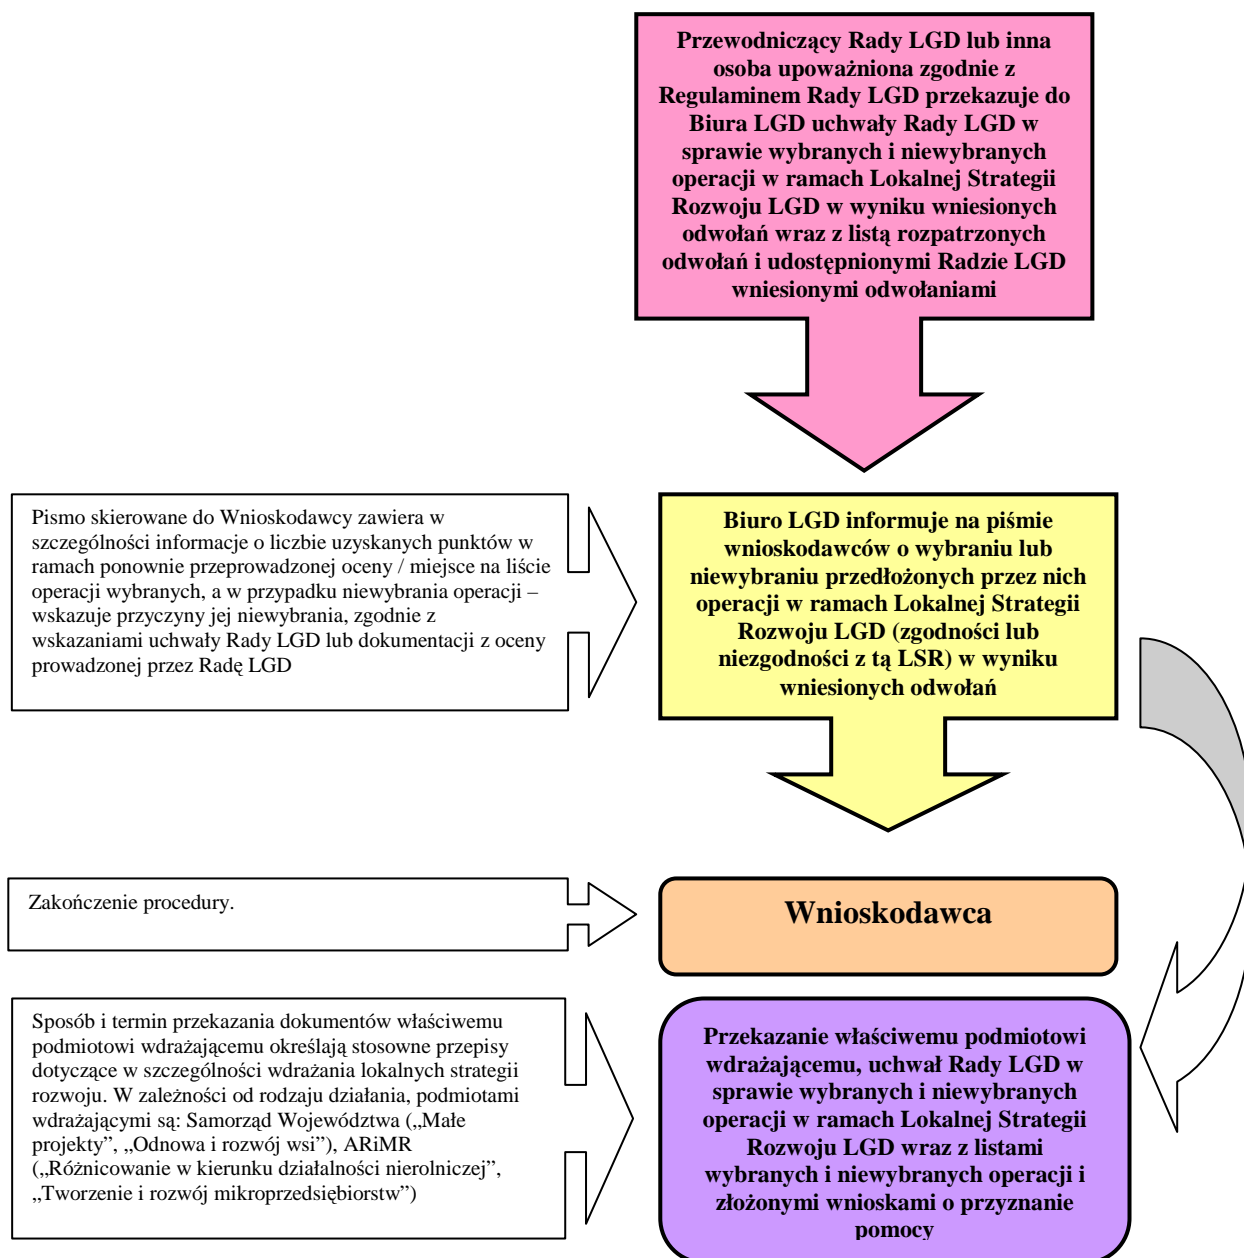 Przewodniczący Rady LGD lub inna
osoba upoważniona zgodnie z
Regulaminem Rady LGD przekazuje do
Biura LGD uchwały Rady LGD w
sprawie wybranych i niewybranych
operacji w ramach Lokalnej Strategii
Rozwoju LGD w wyniku wniesionych
odwołań wraz z listą rozpatrzonych
odwołań i udostępnionymi Radzie LGD
wniesionymi odwołaniami
Pismo skierowane do Wnioskodawcy zawiera w
szczególności informacje o liczbie uzyskanych punktów w
ramach ponownie przeprowadzonej oceny / miejsce na liście
operacji wybranych, a w przypadku niewybrania operacji –
wskazuje przyczyny jej niewybrania, zgodnie z
wskazaniami uchwały Rady LGD lub dokumentacji z oceny
prowadzonej przez Radę LGD
Biuro LGD informuje na piśmie
wnioskodawców o wybraniu lub
niewybraniu przedłożonych przez nich
operacji w ramach Lokalnej Strategii
Rozwoju LGD (zgodności lub
niezgodności z tą LSR) w wyniku
wniesionych odwołań
Zakończenie procedury.
Wnioskodawca
Sposób i termin przekazania dokumentów właściwemu
podmiotowi wdrażającemu określają stosowne przepisy
dotyczące w szczególności wdrażania lokalnych strategii
rozwoju. W zależności od rodzaju działania, podmiotami
wdrażającymi są: Samorząd Województwa („Małe
projekty”, „Odnowa i rozwój wsi”), ARiMR
(„Różnicowanie w kierunku działalności nierolniczej”,
„Tworzenie i rozwój mikroprzedsiębiorstw”)
Przekazanie właściwemu podmiotowi
wdrażającemu, uchwał Rady LGD w
sprawie wybranych i niewybranych
operacji w ramach Lokalnej Strategii
Rozwoju LGD wraz z listami
wybranych i niewybranych operacji i
złożonymi wnioskami o przyznanie
pomocy